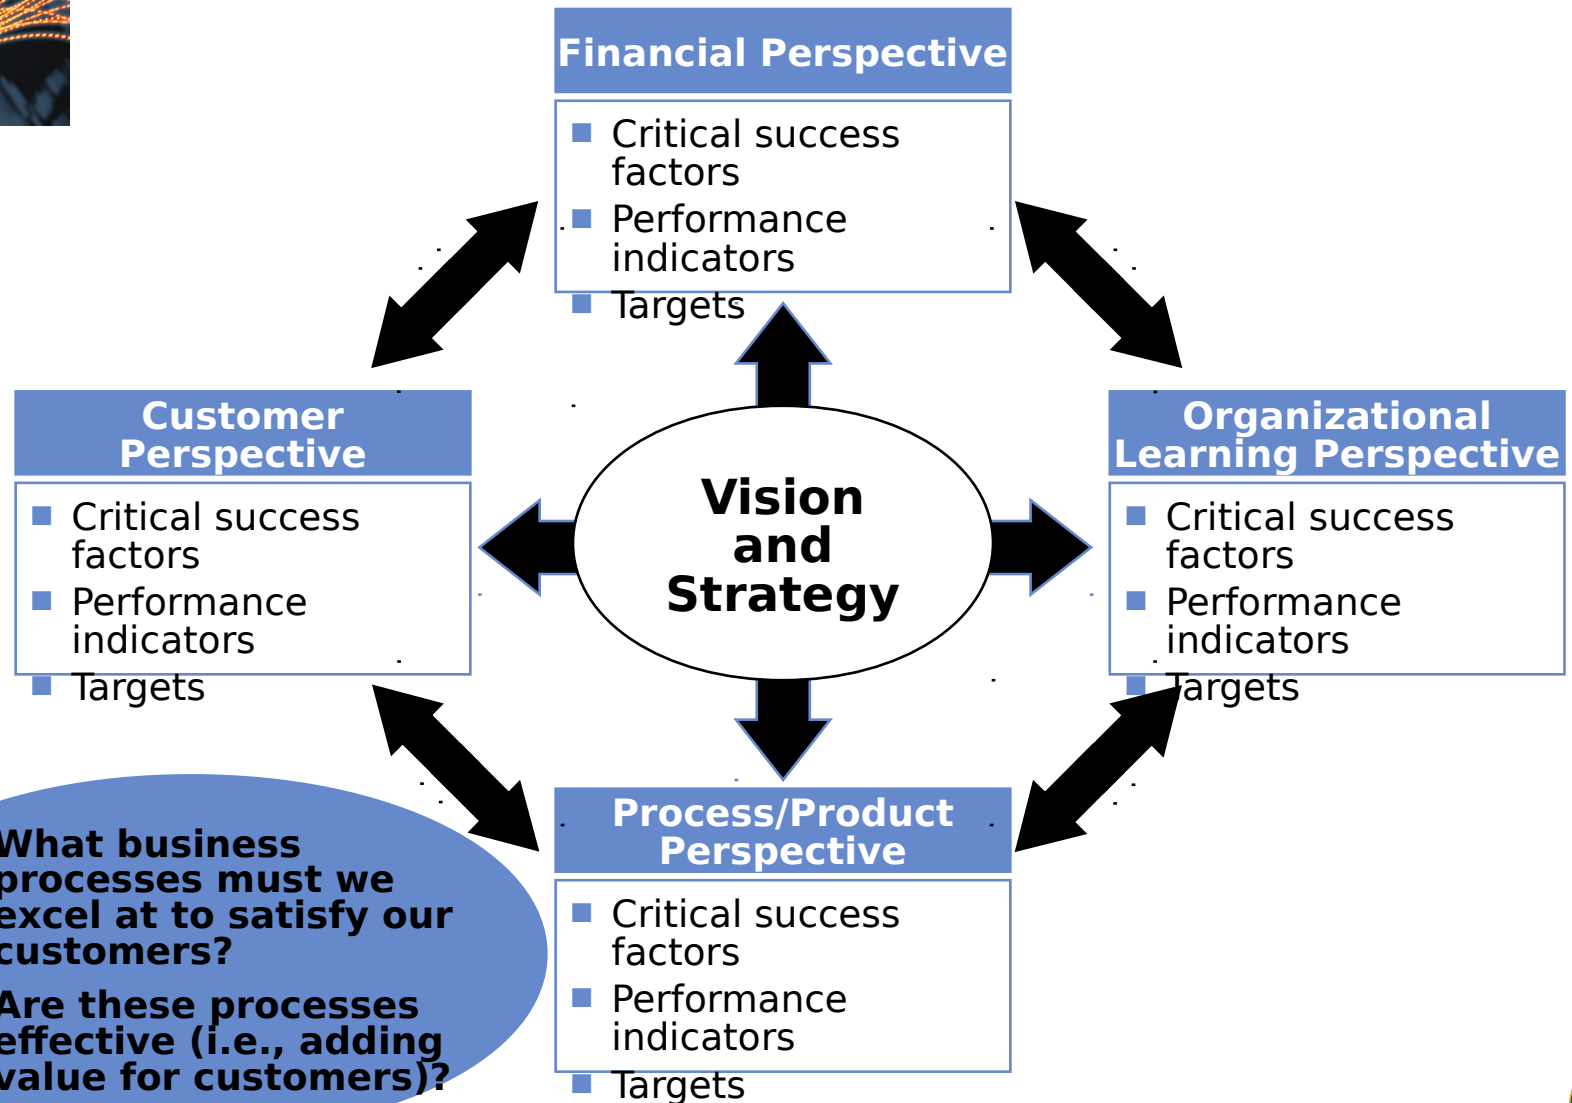 Financial Perspective
Critical success
factors
Performance
indicators
Targets
Customer
Perspective
Critical success
factors
Performance
indicators
Targets
Vision
and
Strategy
Organizational
Learning Perspective
Critical success
factors
Performance
indicators
Targets
What business
processes must we
excel at to satisfy our
customers?
Are these processes
effective (i.e., adding
value for customers)?
Process/Product
Perspective
Critical success
factors
Performance
indicators
Targets